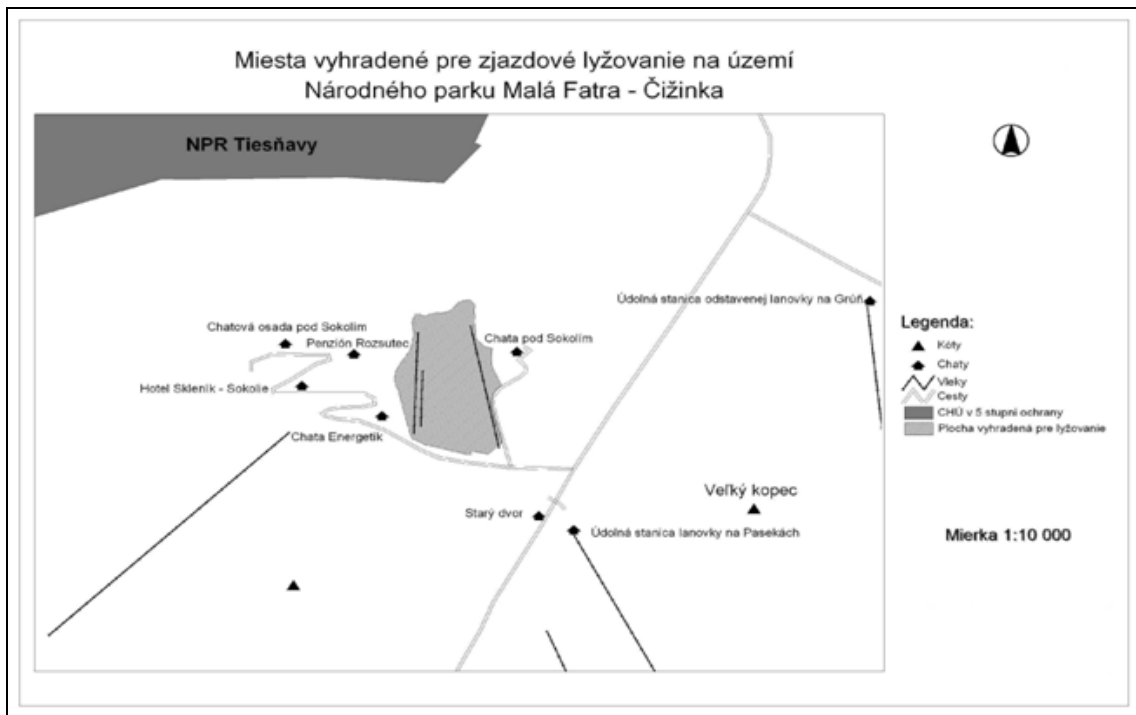 Miesta vyhradené pre zjazdové lyžovanie na území
Národného parku Malá Fatra - Čižinka
NPR Tiesňavy
Údolná stanica odstavenej lanovky na Grúň
Chatová osada pod Sokolím
Penzión Rozsutec
Chata pod Sokolím
Hotel Skleník - Sokolie
Chata Energetik
Starý dvor
Veľký kopec
Údolná stanica lanovky na Pasekách
Legenda:
Kóty
Chaty
Vleky
Cesty
CHÚ v 5 stupni ochrany
Plocha vyhradená pre lyžovanie
Mierka 1:10 000